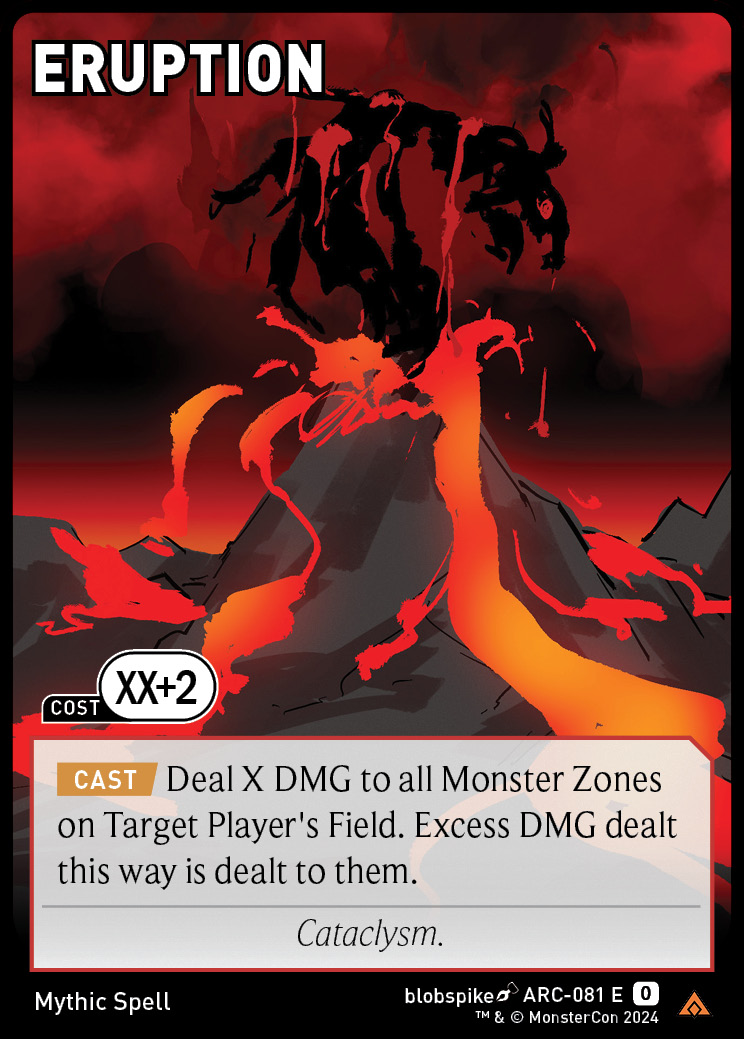 ERUPTION
COST XX+2
CAST Deal X DMG to all Monster Zones
on Target Player's Field. Excess DMG dealt
this way is dealt to them.
Cataclysm.
Mythic Spell
blobspike ARC-081 E 0
™ & © MonsterCon 2024